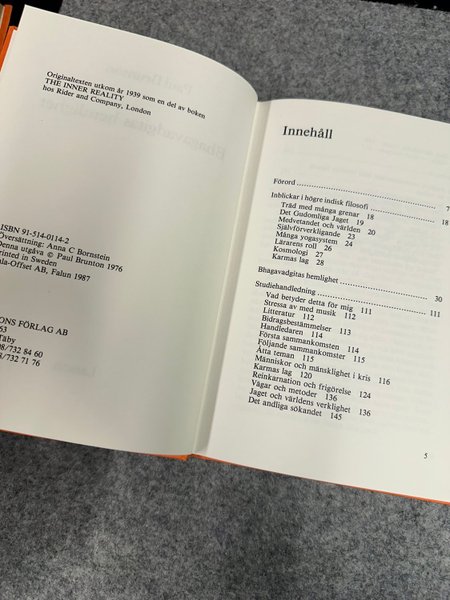 Originaltexten utkom år 1939 som en del av boken
THE INNER REALITY
hos Rider and Company, London
ISBN 91-514-0114-2
Översättning: Anna C Bornstein
Denna utgåva © Paul Brunton 1976
Printed in Sweden
Offset AB, Falun 1987
FÖRLAG AB
63
Täby
08/732 84 60
08/732 71 76
Innehåll
Förord 7
Inblickar i högre indisk filosofi 18
Träd med många grenar 18
Det Gudomliga Jaget 19
Medvetandet och världen 20
Självförverkligande 23
Många yogasystem 24
Lärarens roll 26
Kosmologi 27
Karmas lag 28
Bhagavadgitas hemlighet 30
Studiehandledning 111
Vad betyder detta för mig 111
Stressa av med musik 112
Litteratur 112
Bidragsbestämmelser 113
Handledaren 114
Första sammankomsten 114
Följande sammankomster 115
Åtta teman 115
Människor och mänsklighet i kris 116
Karmas lag 120
Reinkarnation och frigörelse 124
Vägar och metoder 136
Jaget och världens verklighet 136
Det andliga sökandet 145
5